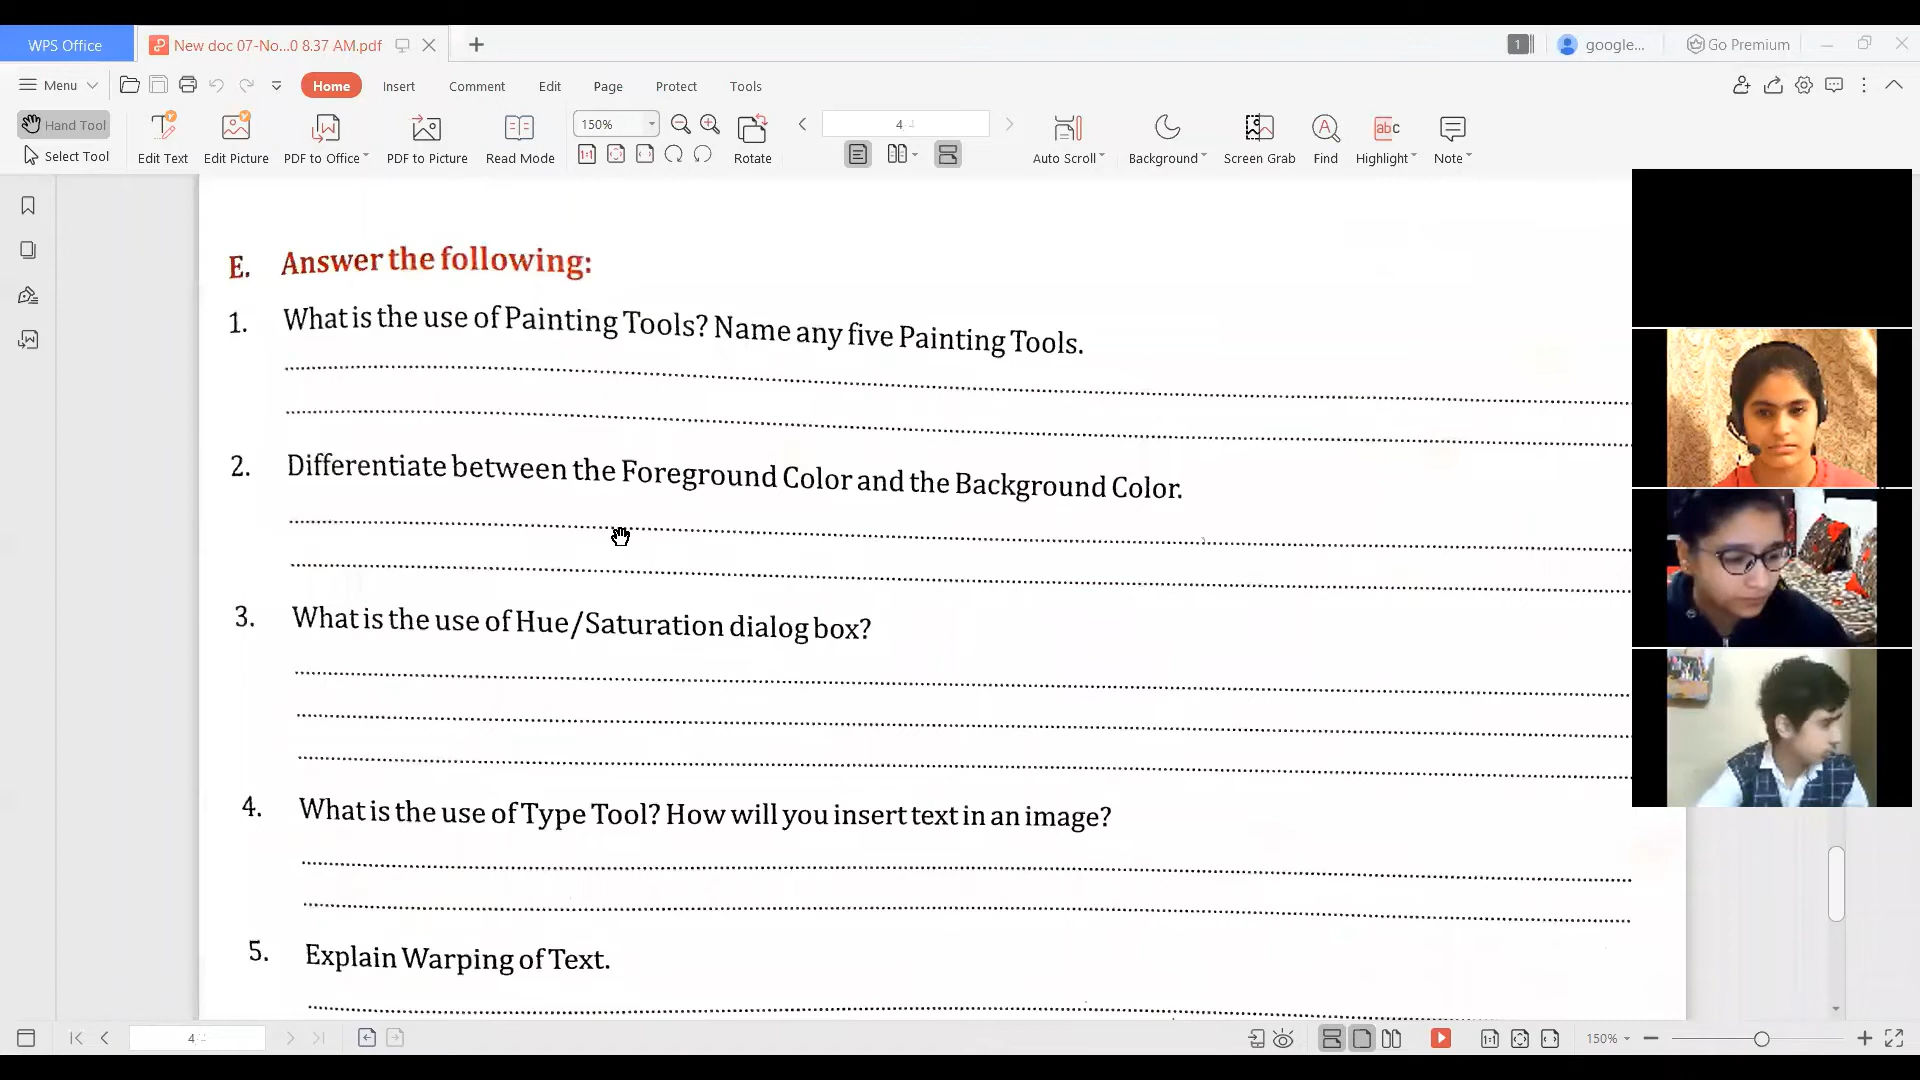 WPS Office
New doc 07-No...0 8.37 AM.pdf
1
google...
Go Premium
Menu
Home
Insert
Comment
Edit
Page
Protect
Tools
Hand Tool
Select Tool
Edit Text
Edit Picture
PDF to Office
PDF to Picture
Read Mode
150%
Rotate
4
Auto Scroll
Background
Screen Grab
Find
Highlight
Note
E. Answer the following:
1. What is the use of Painting Tools? Name any five Painting Tools.
2. Differentiate between the Foreground Color and the Background Color.
3. What is the use of Hue/Saturation dialog box?
4. What is the use of Type Tool? How will you insert text in an image?
5. Explain Warping of Text.
4
150%